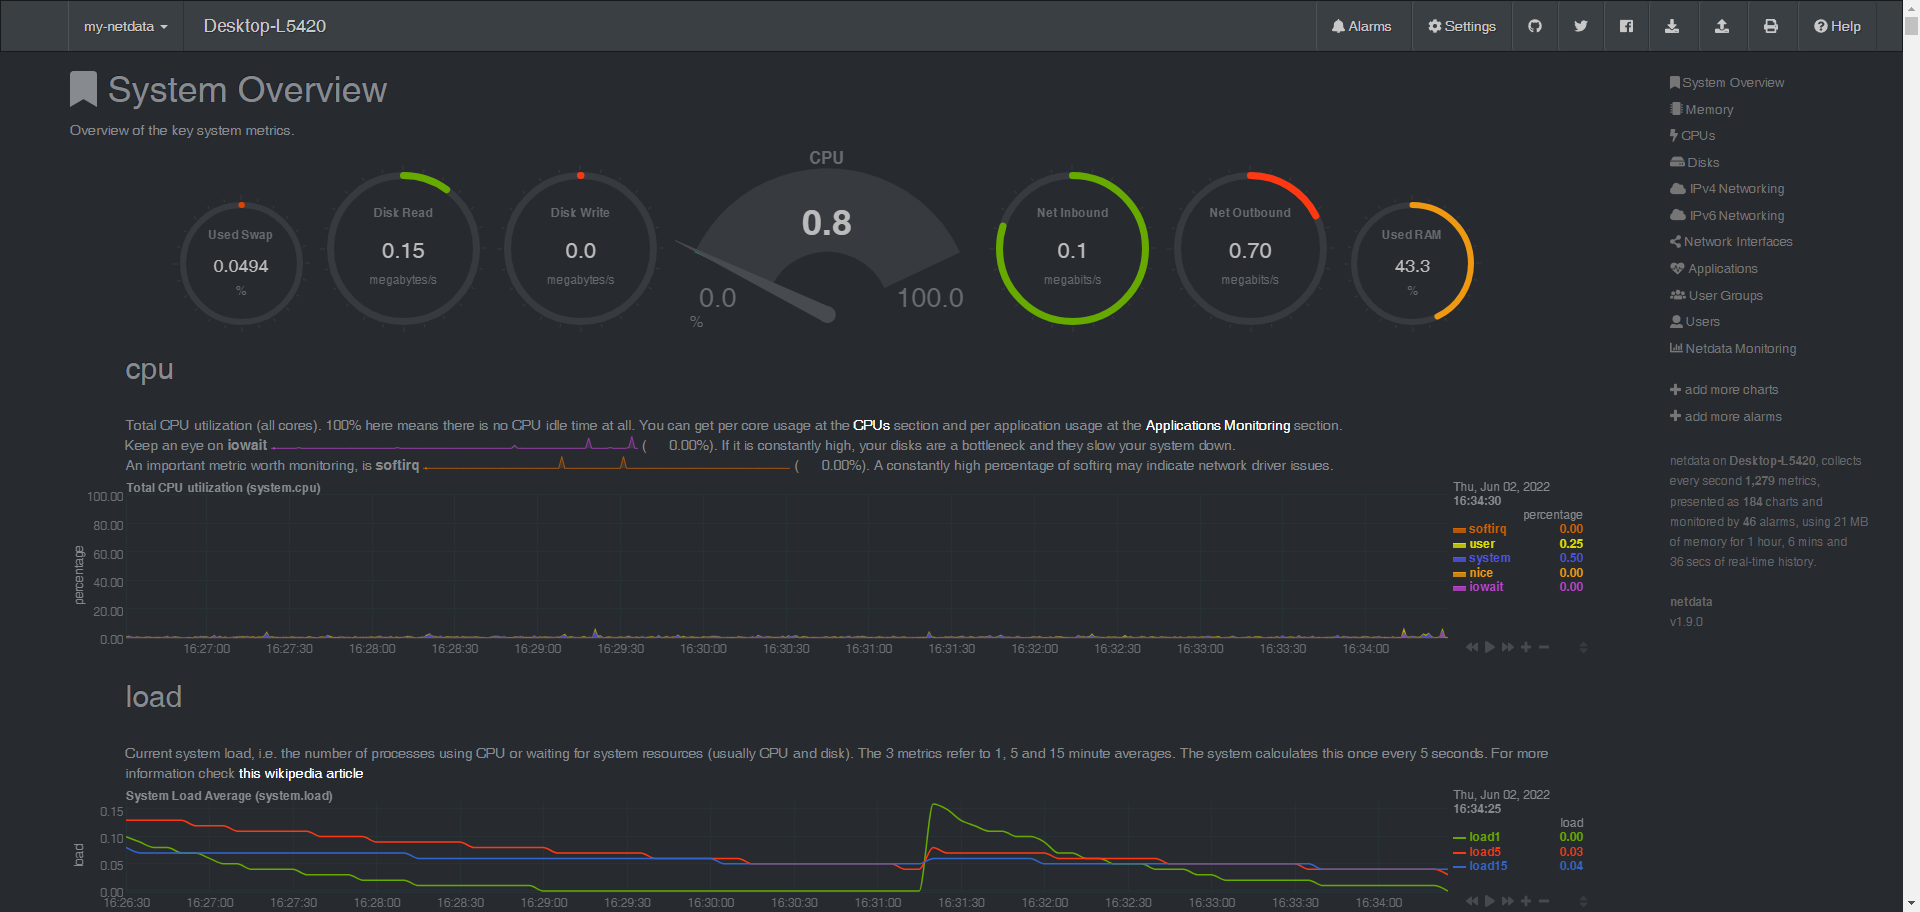 my-netdata
Desktop-L5420
Alarms
Settings
Help
System Overview
Overview of the key system metrics.
Used Swap
0.0494
%
Disk Read
0.15
megabytes/s
Disk Write
0.0
megabytes/s
CPU
0.8
0.0
100.0
%
Net Inbound
0.1
megabits/s
Net Outbound
0.70
megabits/s
Used RAM
43.3
%
cpu
Total CPU utilization (all cores). 100% here means there is no CPU idle time at all. You can get per core usage at the CPUs section and per application usage at the Applications Monitoring section.
Keep an eye on iowait ( 0.00%). If it is constantly high, your disks are a bottleneck and they slow your system down.
An important metric worth monitoring, is softirq ( 0.00%). A constantly high percentage of softirq may indicate network driver issues.
Total CPU utilization (system.cpu)
percentage
100.00
80.00
60.00
40.00
20.00
0.00
16:27:00 16:27:30 16:28:00 16:28:30 16:29:00 16:29:30 16:30:00 16:30:30 16:31:00 16:31:30 16:32:00 16:32:30 16:33:00 16:33:30 16:34:00
Thu, Jun 02, 2022
16:34:30
percentage
softirq 0.00
user 0.25
system 0.50
nice 0.00
iowait 0.00
load
Current system load, i.e. the number of processes using CPU or waiting for system resources (usually CPU and disk). The 3 metrics refer to 1, 5 and 15 minute averages. The system calculates this once every 5 seconds. For more
information check this wikipedia article
System Load Average (system.load)
load
0.15
0.10
0.05
0.00
16:26:30 16:27:00 16:27:30 16:28:00 16:28:30 16:29:00 16:29:30 16:30:00 16:30:30 16:31:00 16:31:30 16:32:00 16:32:30 16:33:00 16:33:30 16:34:00
Thu, Jun 02, 2022
16:34:25
load
load1 0.00
load5 0.03
load15 0.04
System Overview
Memory
CPUs
Disks
IPv4 Networking
IPv6 Networking
Network Interfaces
Applications
User Groups
Users
Netdata Monitoring
add more charts
add more alarms
netdata on Desktop-L5420, collects
every second 1,279 metrics,
presented as 184 charts and
monitored by 46 alarms, using 21 MB
of memory for 1 hour, 6 mins and
36 secs of real-time history.
netdata
v1.9.0